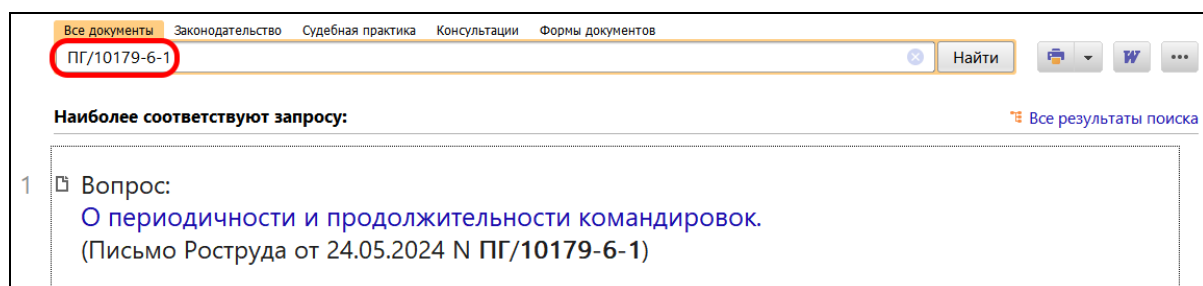 Все документы Законодательство Судебная практика Консультации Формы документов
ПГ/10179-6-1 Найти W
Наиболее соответствуют запросу: Все результаты поиска
1 Вопрос:
О периодичности и продолжительности командировок.
(Письмо Роструда от 24.05.2024 N ПГ/10179-6-1)